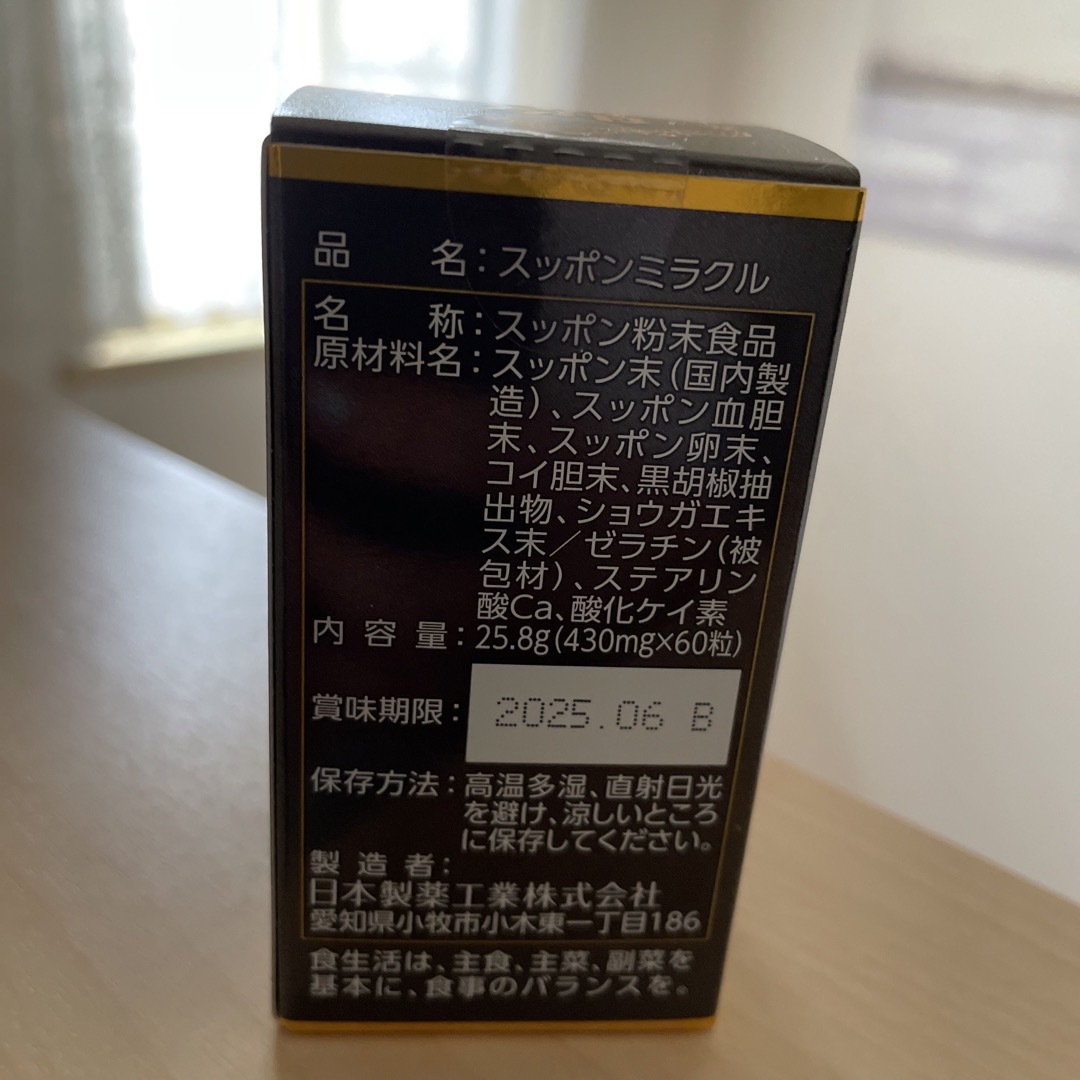 品名:スッポンミラクル
名称:スッポン粉末食品
原材料名:スッポン末(国内製
造)、スッポン血胆
末、スッポン卵末、
コイ胆末、黒胡椒抽
出物、ショウガエキ
ス末/ゼラチン(被
包材)、ステアリン
酸Ca、酸化ケイ素
内容量:25.8g(430mg×60粒)
賞味期限:2025.06 B
保存方法:高温多湿、直射日光
を避け、涼しいところ
に保存してください。
製造者:
日本製薬工業株式会社
愛知県小牧市小木東一丁目186
食生活は、主食、主菜、副菜を
基本に、食事のバランスを。